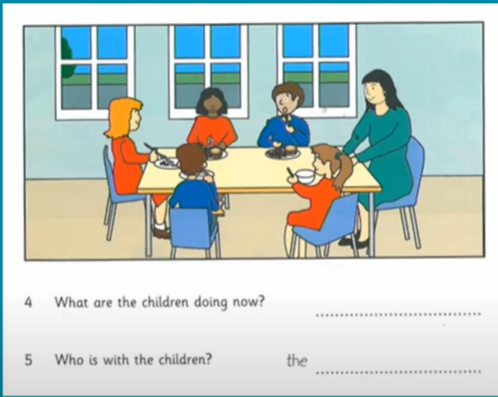 4 What are the children doing now? ................................
5 Who is with the children? the ................................